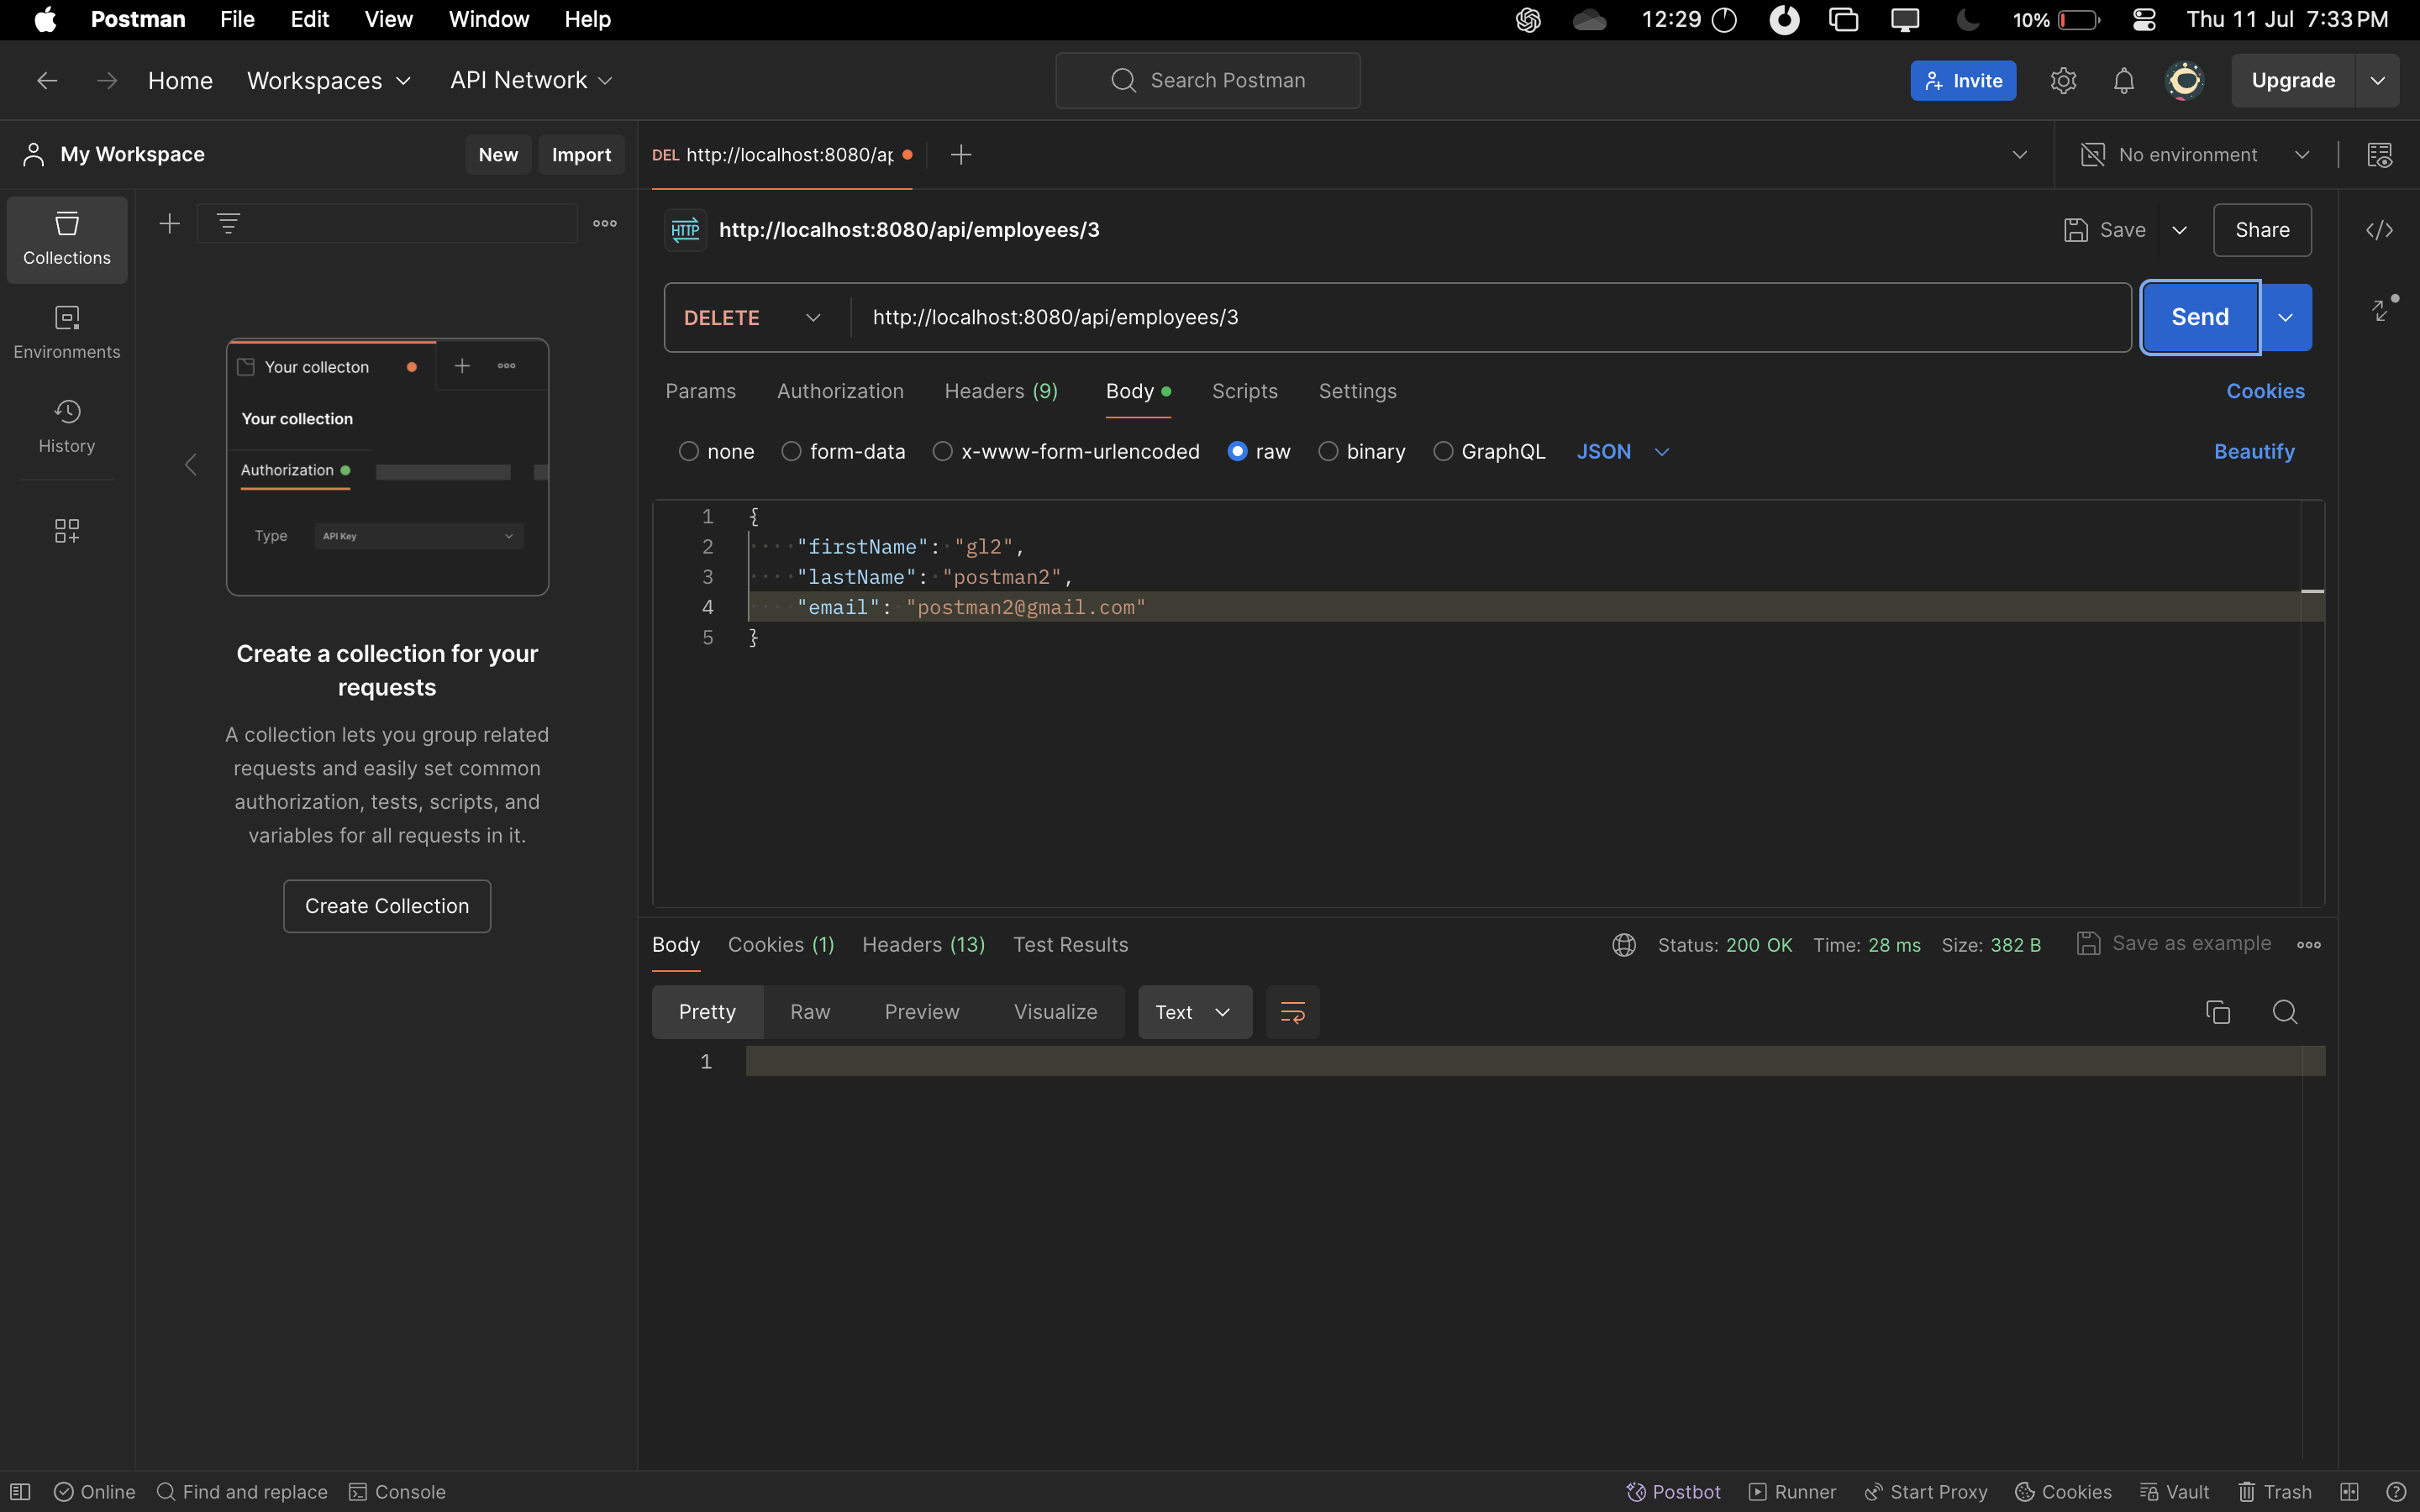 Postman File Edit View Window Help 12:29 10% Thu 11 Jul 7:33 PM
Home Workspaces API Network Search Postman Invite Upgrade
My Workspace New Import DEL http://localhost:8080/ap No environment
Collections
Environments
History
Your collecton
Your collection
Authorization
Type API Key
Create a collection for your
requests
A collection lets you group related
requests and easily set common
authorization, tests, scripts, and
variables for all requests in it.
Create Collection
HTTP http://localhost:8080/api/employees/3 Save Share
DELETE http://localhost:8080/api/employees/3 Send
Params Authorization Headers (9) Body Scripts Settings Cookies
none form-data x-www-form-urlencoded raw binary GraphQL JSON Beautify
1 {
2 "firstName": "gl2",
3 "lastName": "postman2",
4 "email": "postman2@gmail.com"
5 }
Body Cookies (1) Headers (13) Test Results Status: 200 OK Time: 28 ms Size: 382 B Save as example
Pretty Raw Preview Visualize Text
1
Online Find and replace Console Postbot Runner Start Proxy Cookies Vault Trash